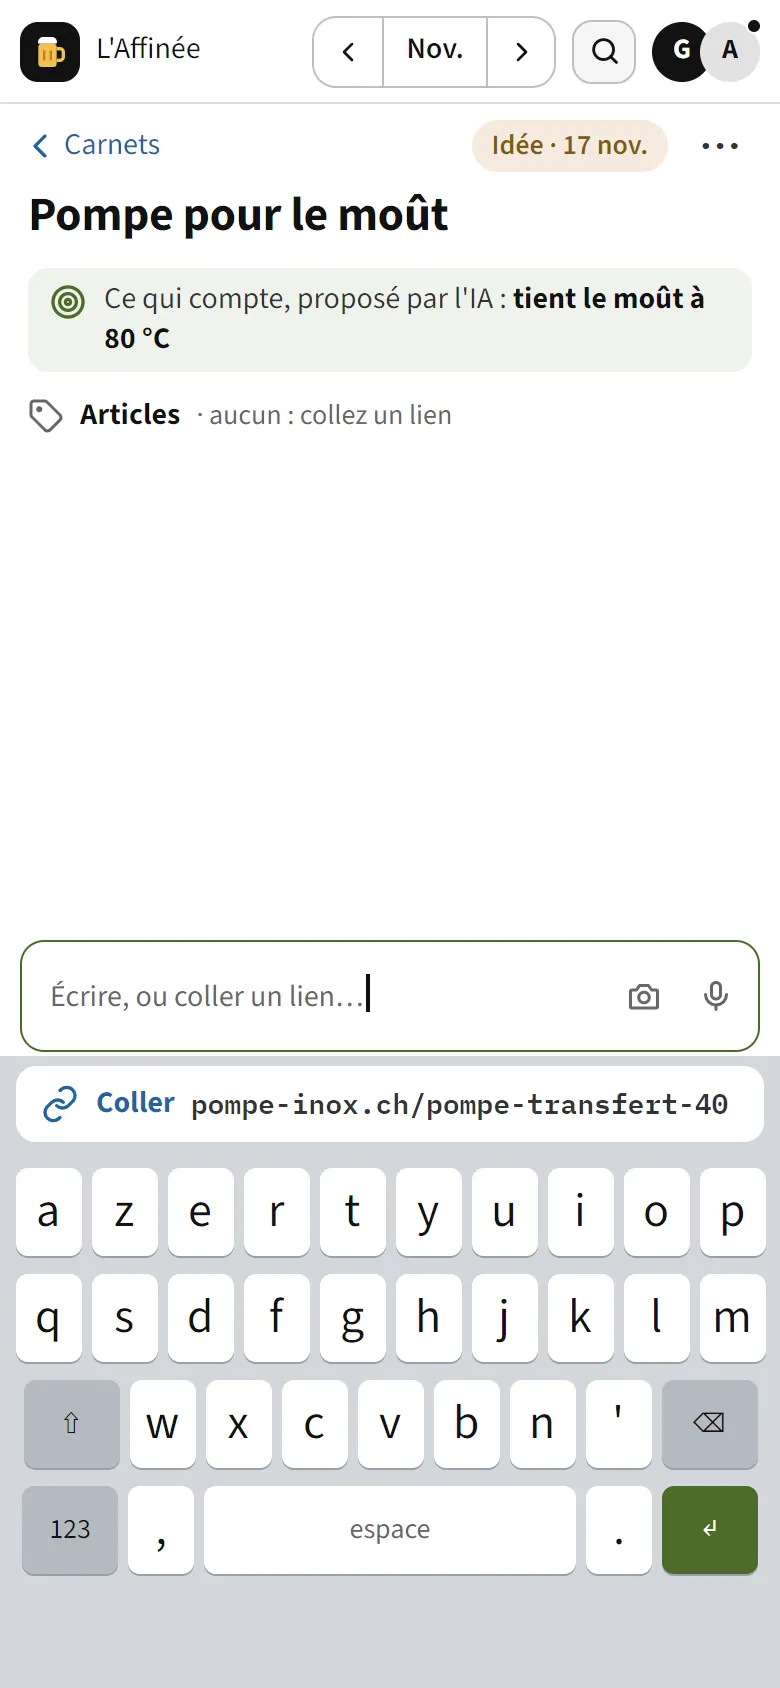 L'Affinée
Nov.
G
A
Carnets
Idée · 17 nov.
Pompe pour le moût
Ce qui compte, proposé par l'IA : tient le moût à
80 °C
Articles · aucun : collez un lien
Écrire, ou coller un lien…
Coller pompe-inox.ch/pompe-transfert-40
a z e r t y u i o p
q s d f g h j k l m
⇧ w x c v b n ' ⌫
123 , espace . ↲